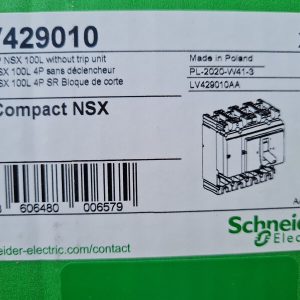 V429010
P NSX 100L without trip unit
SX 100L 4P sans déclencheur
SX 100L 4P SR Bloque de corte
Made in Poland
PL-2020-W41-3
LV429010AA
Compact NSX
606480 006579
Schneid
Elec
eider-electric.com/contact